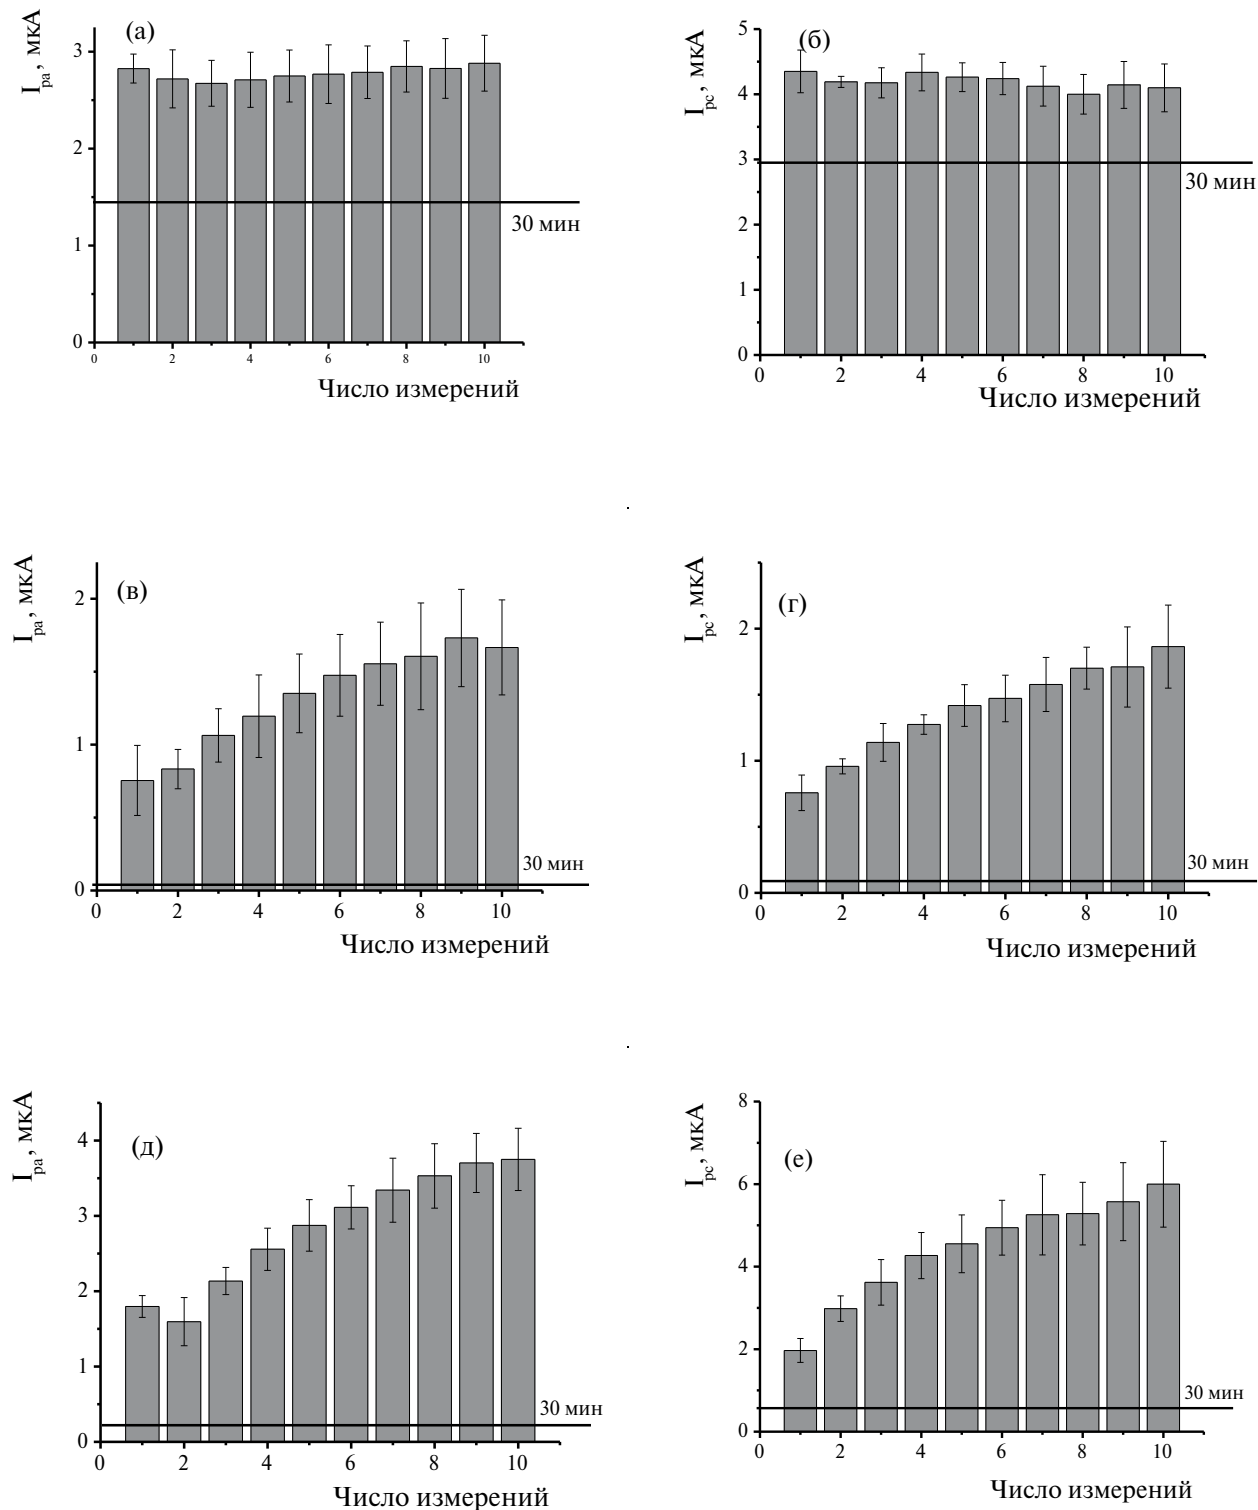 (а)
I_pa, мкА
3
2
1
0
30 мин
0 2 4 6 8 10
Число измерений
(б)
I_pc, мкА
5
4
3
2
1
0
30 мин
0 2 4 6 8 10
Число измерений
(в)
I_pa, мкА
2
1
0
30 мин
0 2 4 6 8 10
Число измерений
(г)
I_pc, мкА
2
1
0
30 мин
0 2 4 6 8 10
Число измерений
(д)
I_pa, мкА
4
3
2
1
0
30 мин
0 2 4 6 8 10
Число измерений
(е)
I_pc, мкА
8
6
4
2
0
30 мин
0 2 4 6 8 10
Число измерений